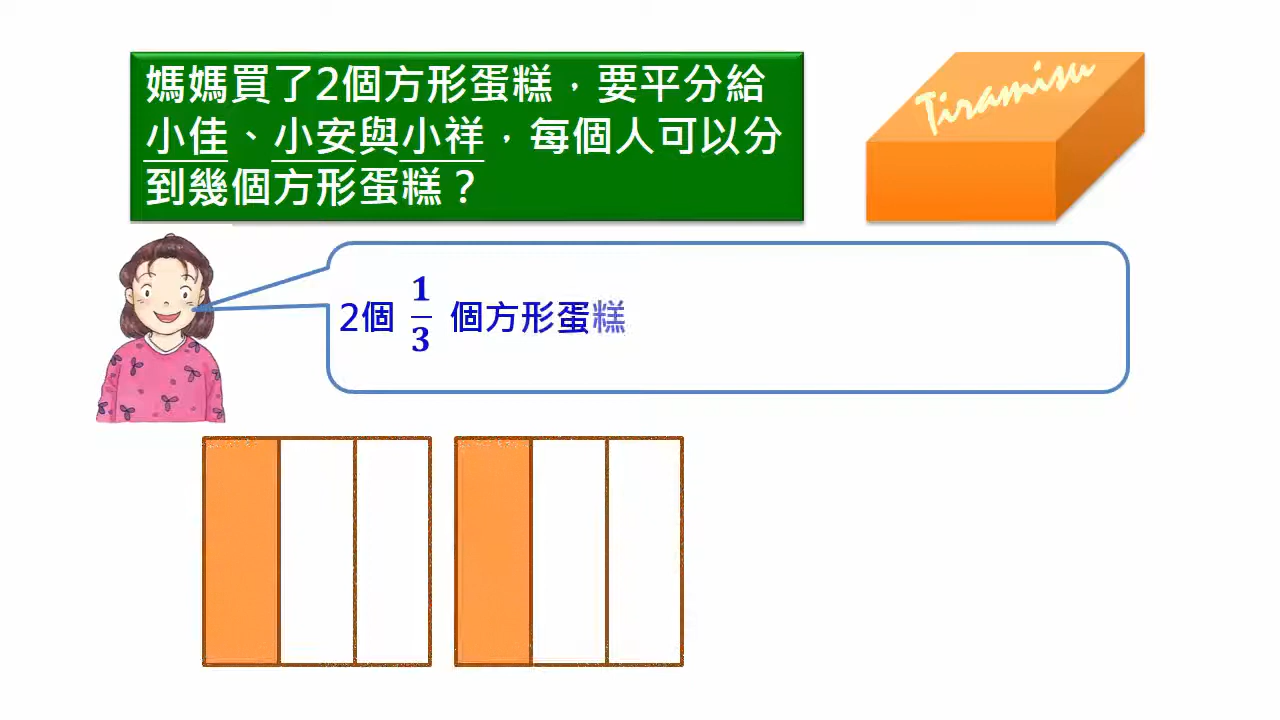 媽媽買了2個方形蛋糕，要平分給
小佳、小安與小祥，每個人可以分
到幾個方形蛋糕？
Tiramisu
2個 1/3 個方形蛋糕